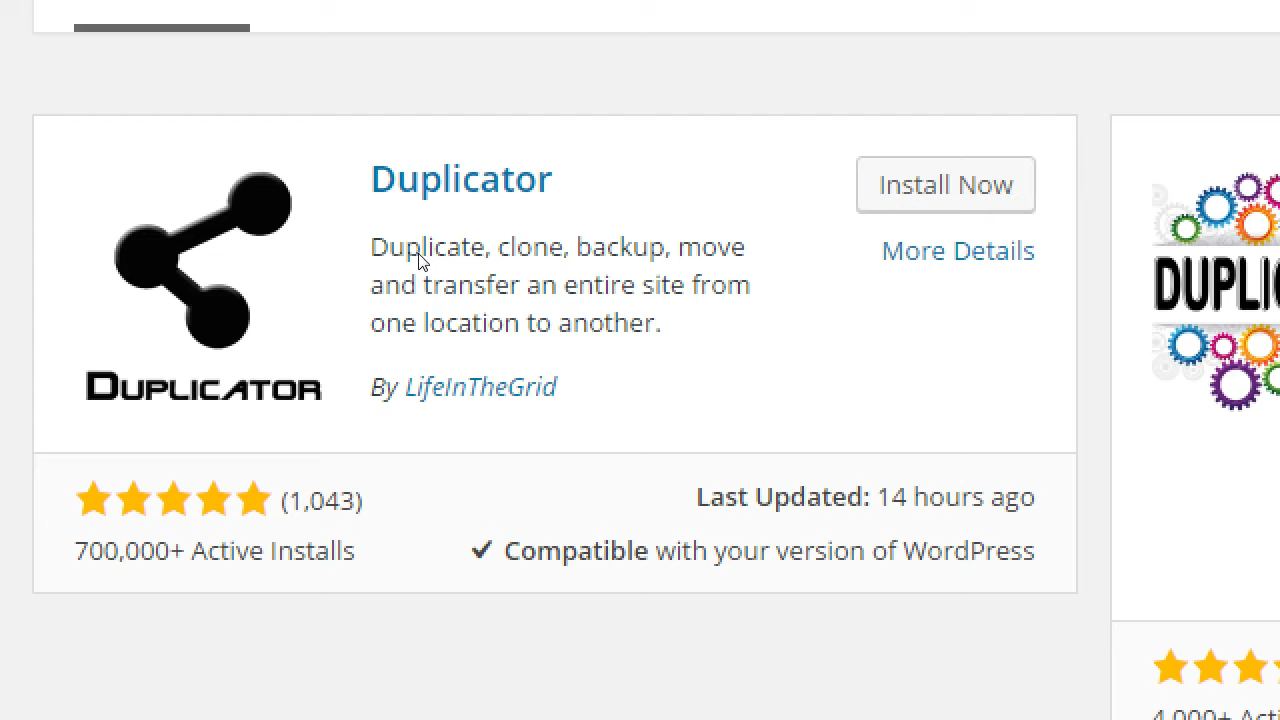 Duplicator
Install Now
Duplicate, clone, backup, move
More Details
and transfer an entire site from
one location to another.
DUPLICATOR
By LifeInTheGrid
(1,043)
Last Updated: 14 hours ago
700,000+ Active Installs
Compatible with your version of WordPress